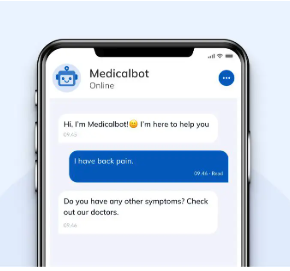 Medicalbot
Online
Hi, I'm Medicalbot!😊 I'm here to help you
09:45
I have back pain.
09:46 · Read
Do you have any other symptoms? Check
out our doctors.
09:46